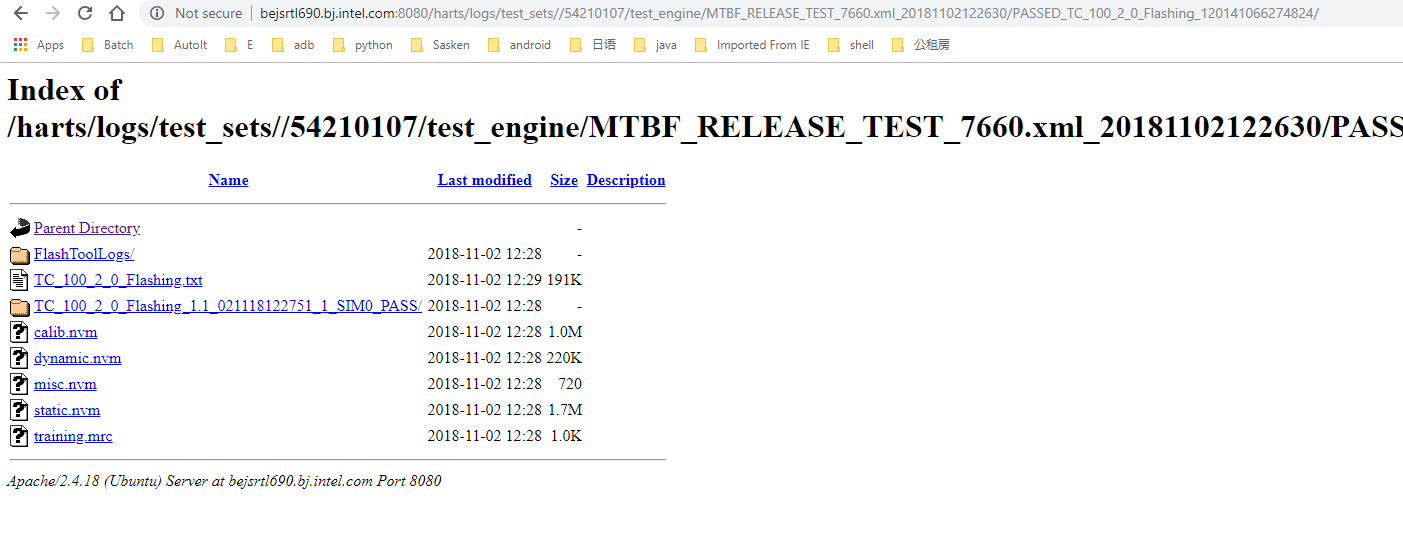 Not secure | bejsrtl690.bj.intel.com:8080/harts/logs/test_sets//54210107/test_engine/MTBF_RELEASE_TEST_7660.xml_20181102122630/PASSED_TC_100_2_0_Flashing_120141066274824/
Apps Batch AutoIt E adb python Sasken android 日语 java Imported From IE shell 公租房
Index of
/harts/logs/test_sets//54210107/test_engine/MTBF_RELEASE_TEST_7660.xml_20181102122630/PASS
Name Last modified Size Description
Parent Directory -
FlashToolLogs/ 2018-11-02 12:28 -
TC_100_2_0_Flashing.txt 2018-11-02 12:29 191K
TC_100_2_0_Flashing_1.1_021118122751_1_SIM0_PASS/ 2018-11-02 12:28 -
calib.nvm 2018-11-02 12:28 1.0M
dynamic.nvm 2018-11-02 12:28 220K
misc.nvm 2018-11-02 12:28 720
static.nvm 2018-11-02 12:28 1.7M
training.mrc 2018-11-02 12:28 1.0K
Apache/2.4.18 (Ubuntu) Server at bejsrtl690.bj.intel.com Port 8080